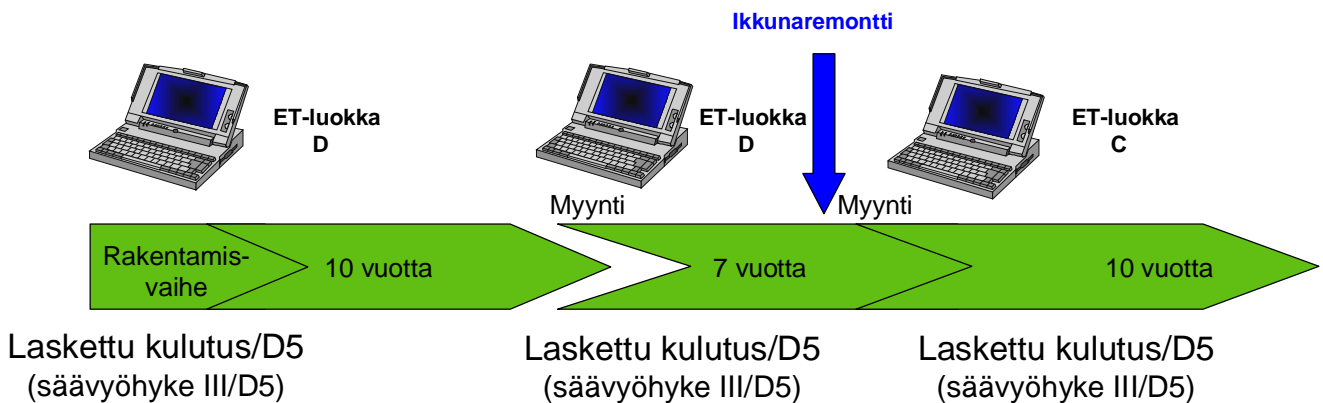 Ikkunaremontti
ET-luokka
D
ET-luokka
D
ET-luokka
C
Myynti
Myynti
Rakentamis-
vaihe
10 vuotta
7 vuotta
10 vuotta
Laskettu kulutus/D5
(säävyöhyke III/D5)
Laskettu kulutus/D5
(säävyöhyke III/D5)
Laskettu kulutus/D5
(säävyöhyke III/D5)